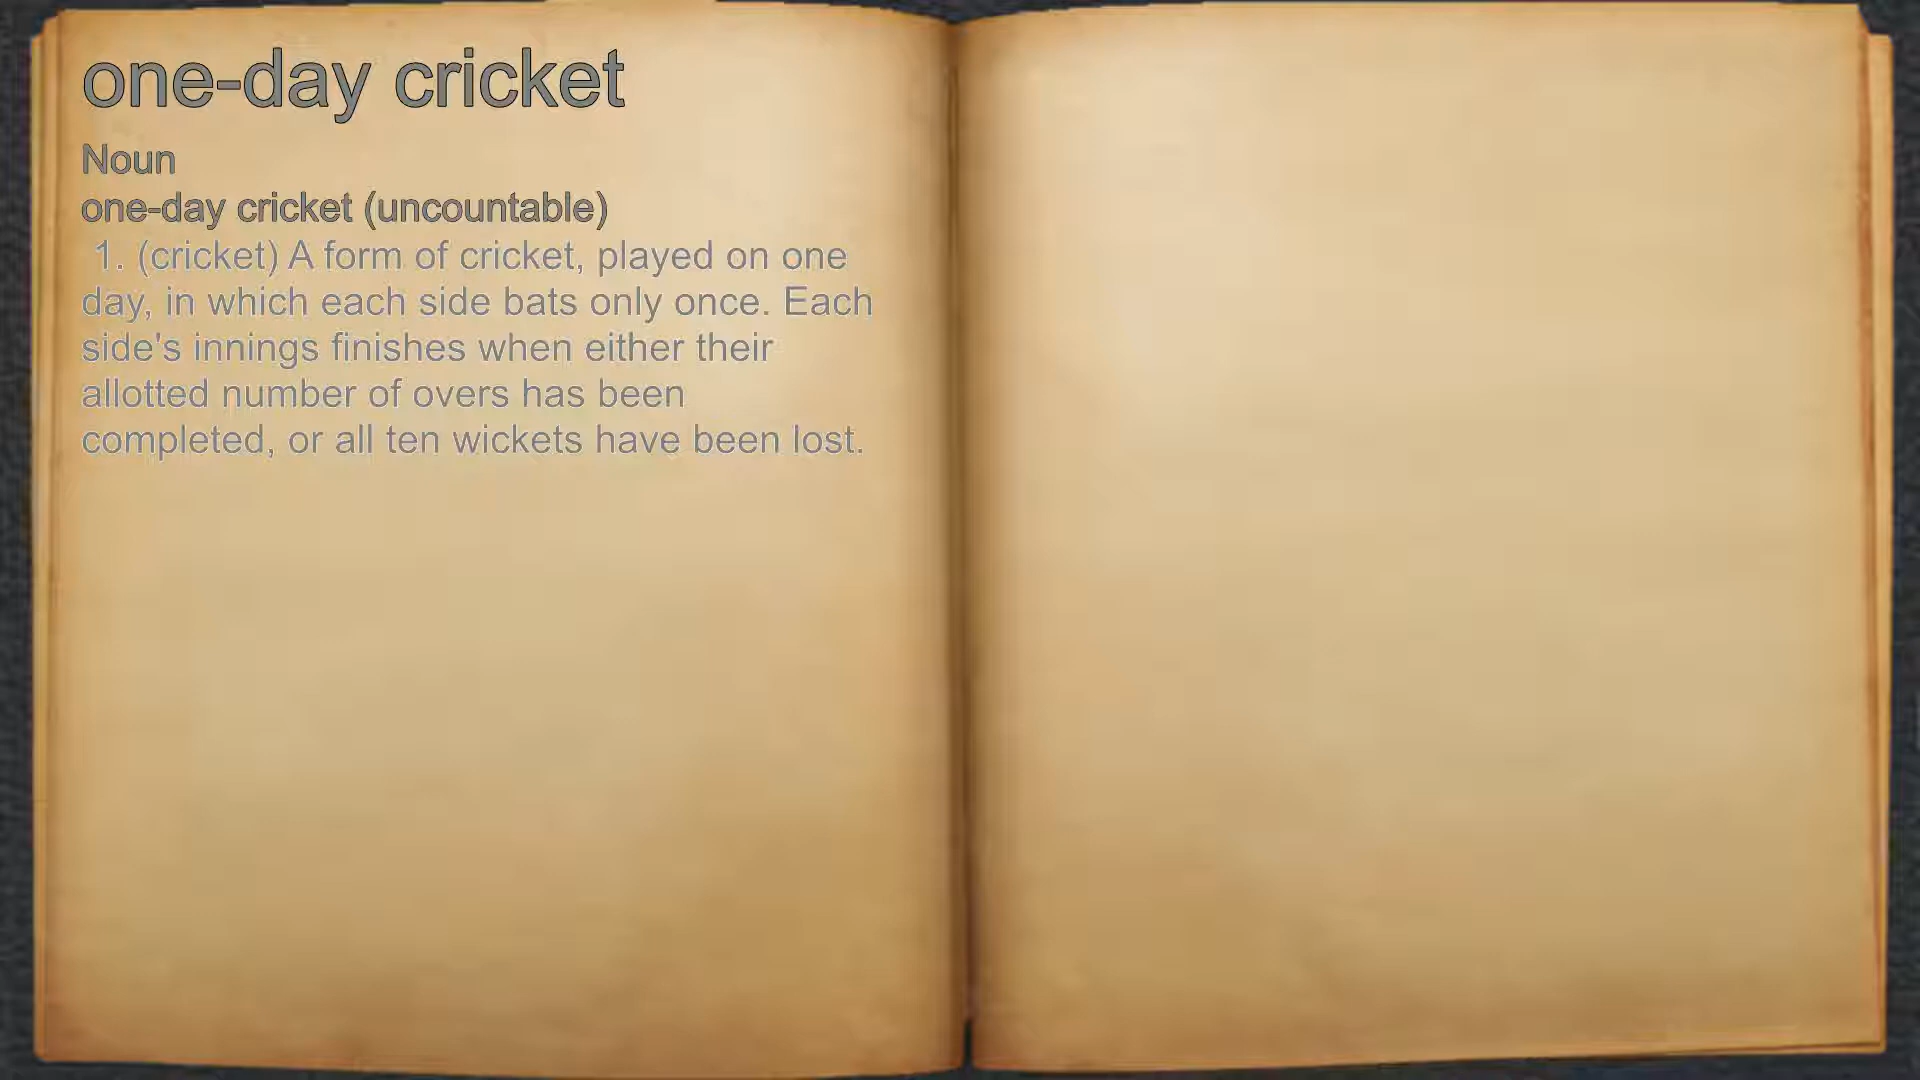 one-day cricket
Noun
one-day cricket (uncountable)
1. (cricket) A form of cricket, played on one
day, in which each side bats only once. Each
side's innings finishes when either their
allotted number of overs has been
completed, or all ten wickets have been lost.